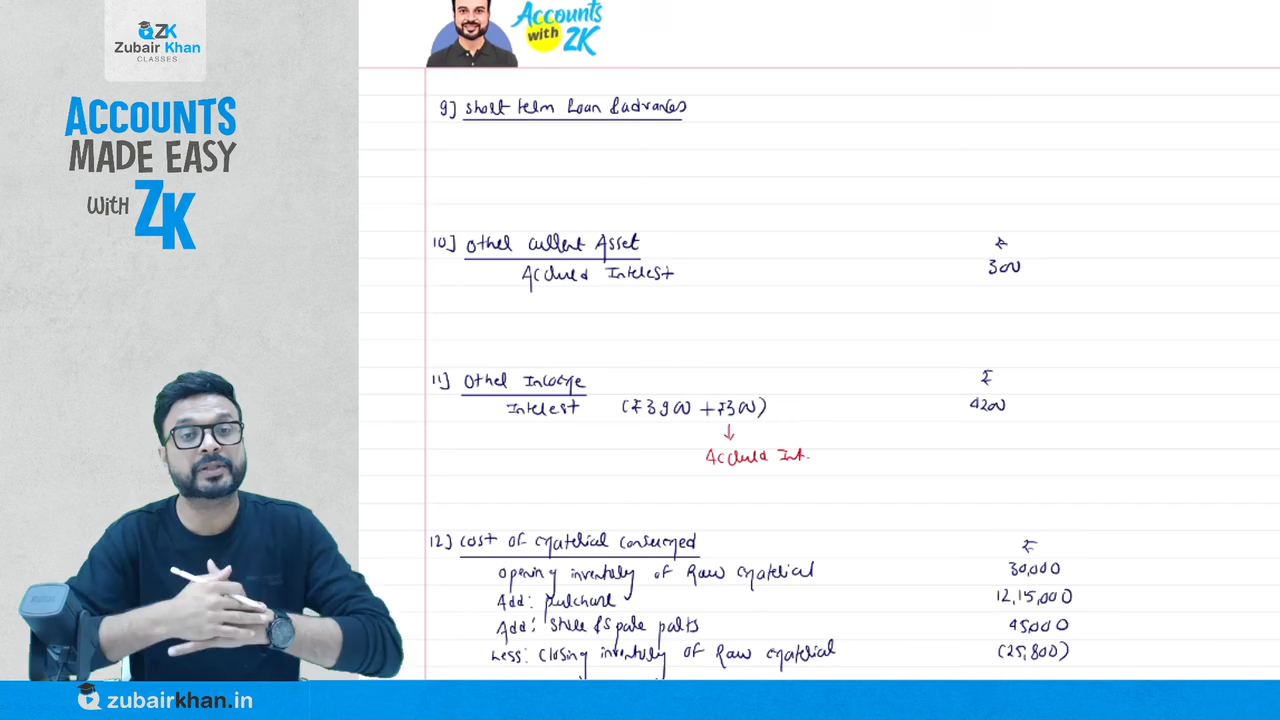 ZK
Zubair Khan
CLASSES
ACCOUNTS
MADE EASY
with ZK
Accounts
with
ZK
9] Short term Loan & advances
10] Other current Asset
₹
Accrued Interest
300
11] Other Income
₹
Interest (₹3900 + ₹300)
4200
↓
Accrued Int.
12] Cost of material consumed
₹
Opening inventory of Raw material
30,000
Add: purchase
12,15,000
Add: Store & spare parts
45000
Less: Closing inventory of Raw material
(25,800)
zubairkhan.in